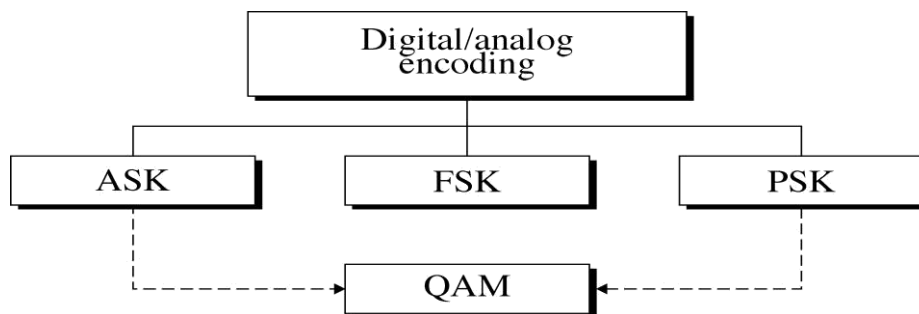 Digital/analog
encoding
ASK
FSK
PSK
QAM